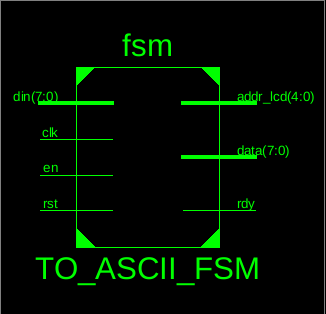 fsm
din(7:0)
addr_lcd(4:0)
clk
data(7:0)
en
rst
rdy
TO_ASCII_FSM